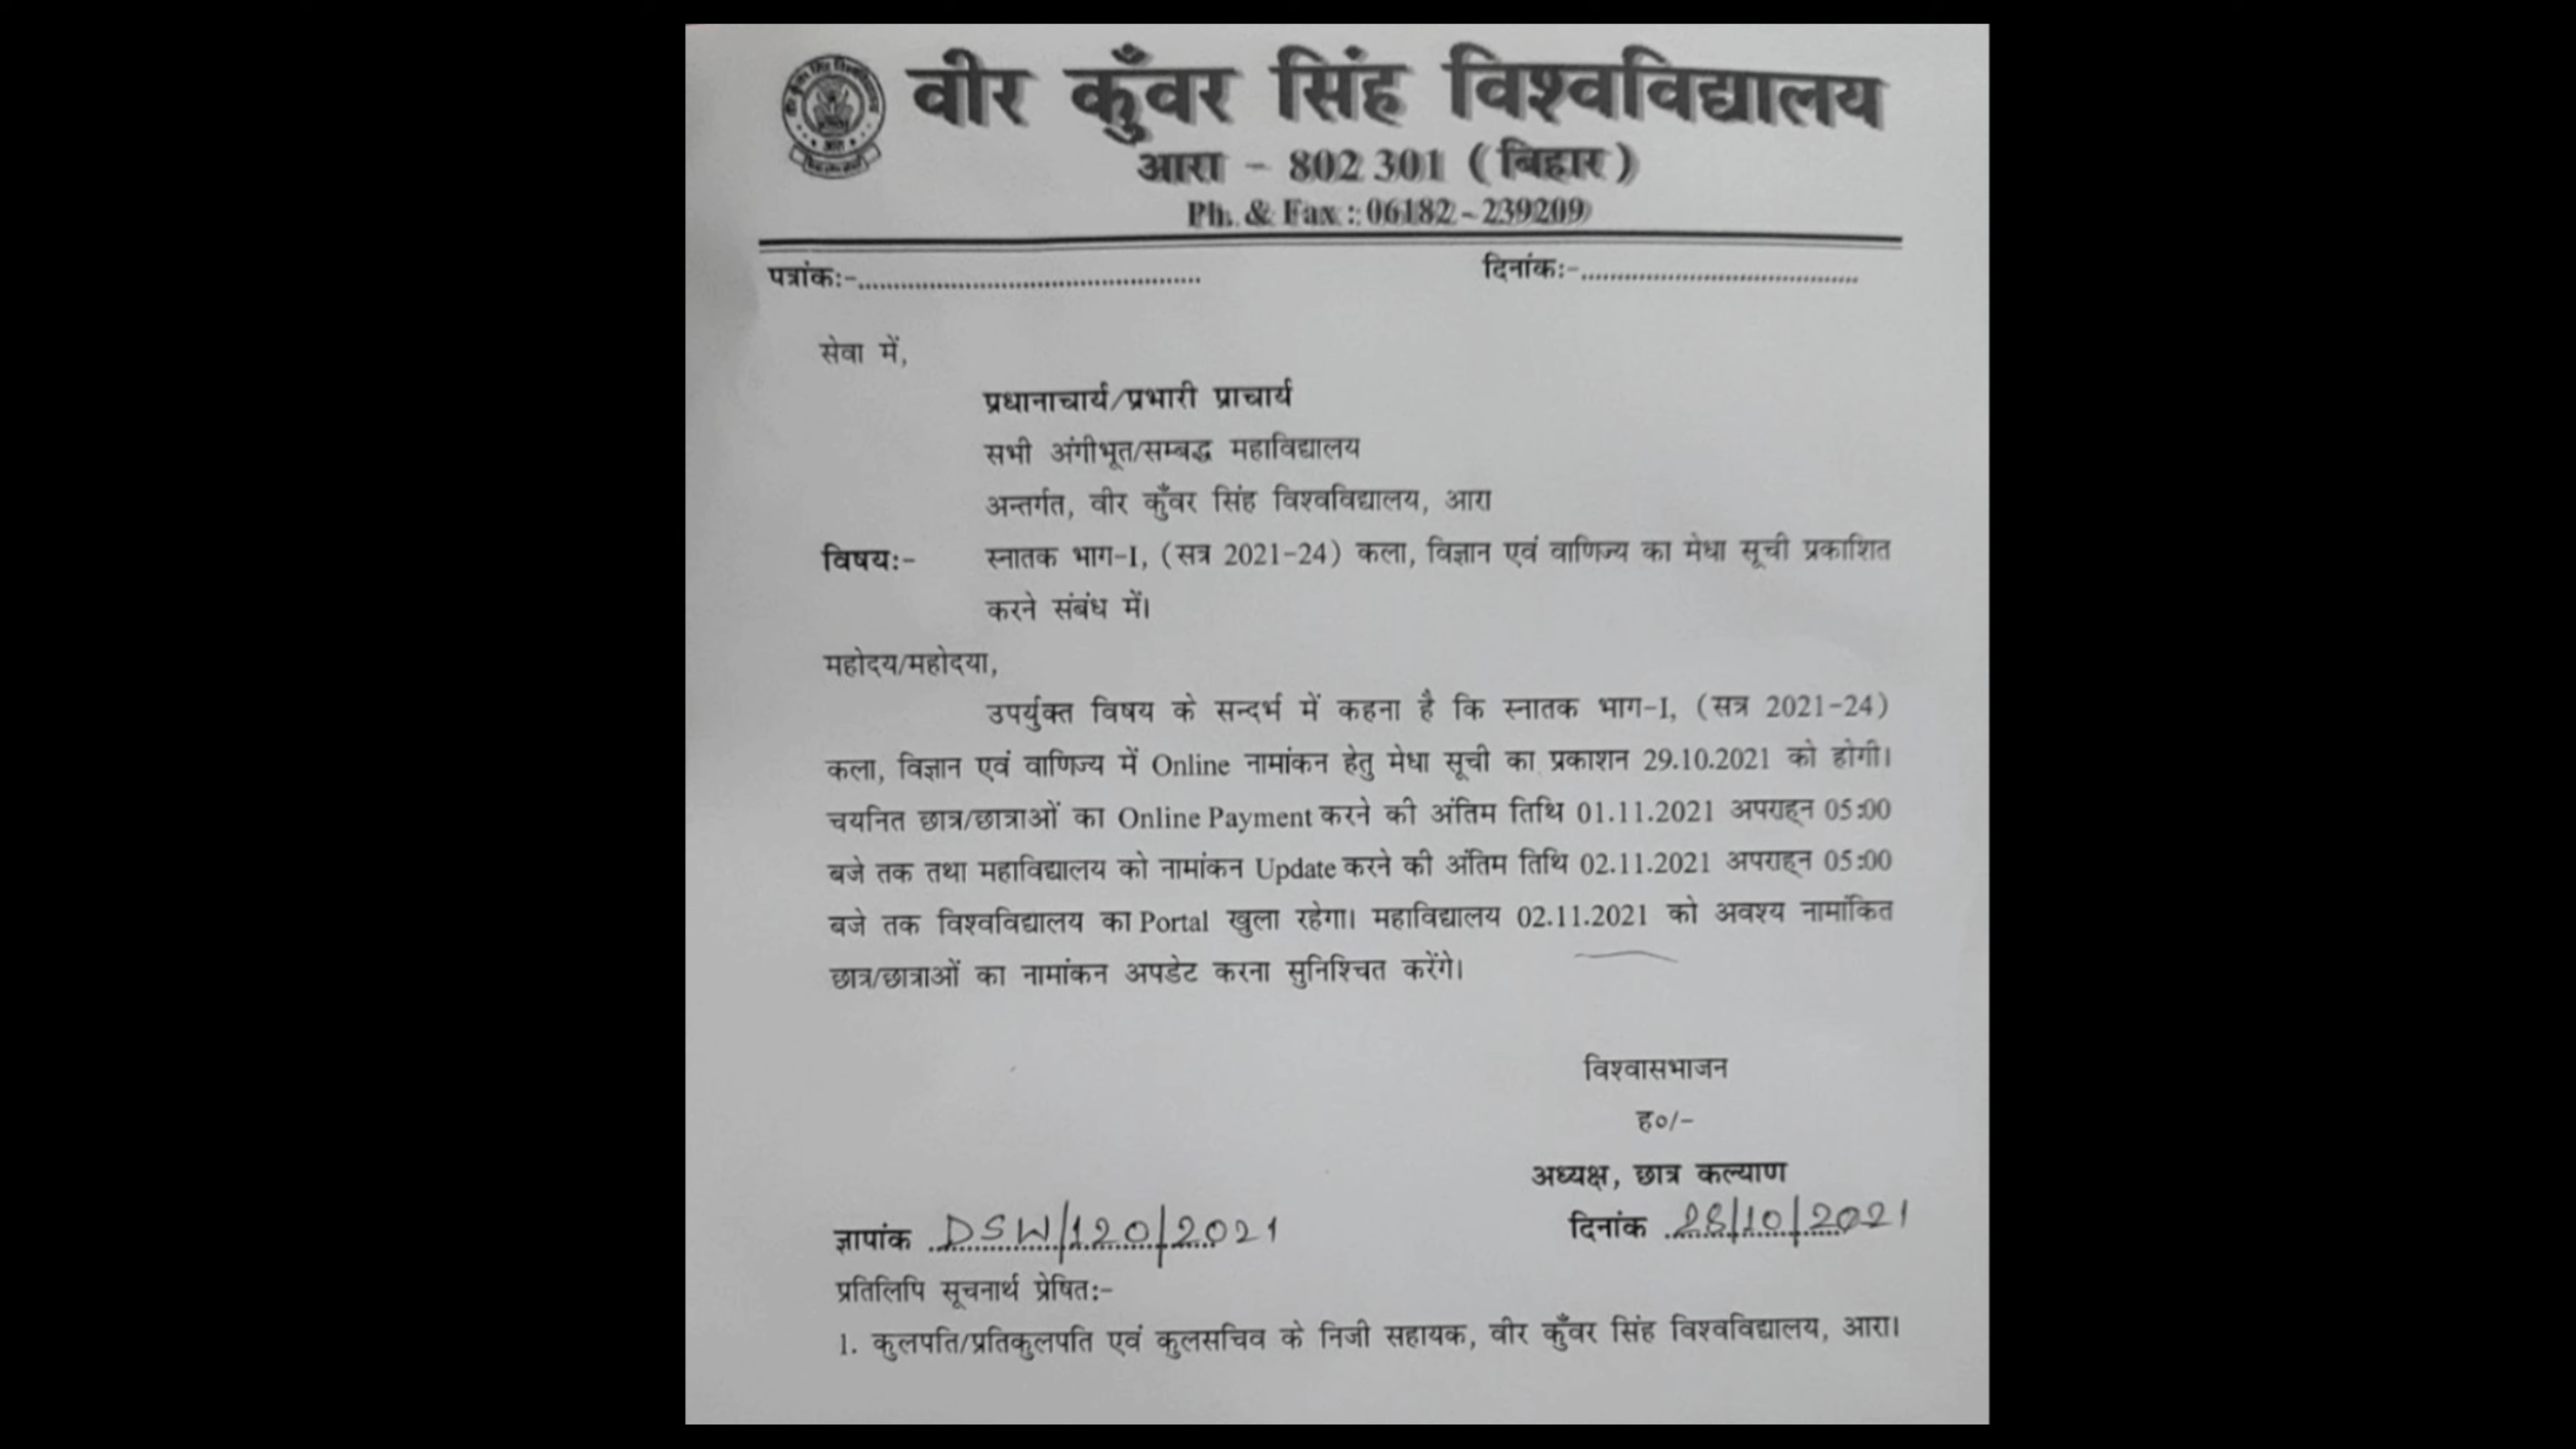 वीर कुँवर सिंह विश्वविद्यालय
आरा - 802 301 ( बिहार )
Ph. & Fax : 06182 - 239209
पत्रांकः-................................................ दिनांकः-.......................................
सेवा में,
प्रधानाचार्य/प्रभारी प्राचार्य
सभी अंगीभूत/सम्बद्ध महाविद्यालय
अन्तर्गत, वीर कुँवर सिंह विश्वविद्यालय, आरा
विषयः- स्नातक भाग-I, (सत्र 2021-24) कला, विज्ञान एवं वाणिज्य का मेधा सूची प्रकाशित
करने संबंध में।
महोदय/महोदया,
उपर्युक्त विषय के सन्दर्भ में कहना है कि स्नातक भाग-I, (सत्र 2021-24)
कला, विज्ञान एवं वाणिज्य में Online नामांकन हेतु मेधा सूची का प्रकाशन 29.10.2021 को होगी।
चयनित छात्र/छात्राओं का Online Payment करने की अंतिम तिथि 01.11.2021 अपराह्न 05:00
बजे तक तथा महाविद्यालय को नामांकन Update करने की अंतिम तिथि 02.11.2021 अपराह्न 05:00
बजे तक विश्वविद्यालय का Portal खुला रहेगा। महाविद्यालय 02.11.2021 को अवश्य नामांकित
छात्र/छात्राओं का नामांकन अपडेट करना सुनिश्चित करेंगे।
विश्वासभाजन
ह०/-
अध्यक्ष, छात्र कल्याण
ज्ञापांक DSW/120/2021 दिनांक 28/10/2021
प्रतिलिपि सूचनार्थ प्रेषितः-
1. कुलपति/प्रतिकुलपति एवं कुलसचिव के निजी सहायक, वीर कुँवर सिंह विश्वविद्यालय, आरा।